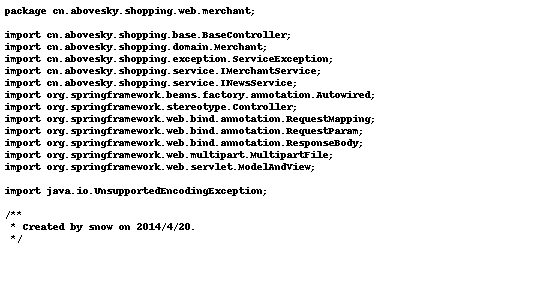 package cn.abovesky.shopping.web.merchant;

import cn.abovesky.shopping.base.BaseController;
import cn.abovesky.shopping.domain.Merchant;
import cn.abovesky.shopping.exception.ServiceException;
import cn.abovesky.shopping.service.IMerchantService;
import cn.abovesky.shopping.service.INewsService;
import org.springframework.beans.factory.annotation.Autowired;
import org.springframework.stereotype.Controller;
import org.springframework.web.bind.annotation.RequestMapping;
import org.springframework.web.bind.annotation.RequestParam;
import org.springframework.web.bind.annotation.ResponseBody;
import org.springframework.web.multipart.MultipartFile;
import org.springframework.web.servlet.ModelAndView;

import java.io.UnsupportedEncodingException;

/**
 * Created by snow on 2014/4/20.
 */